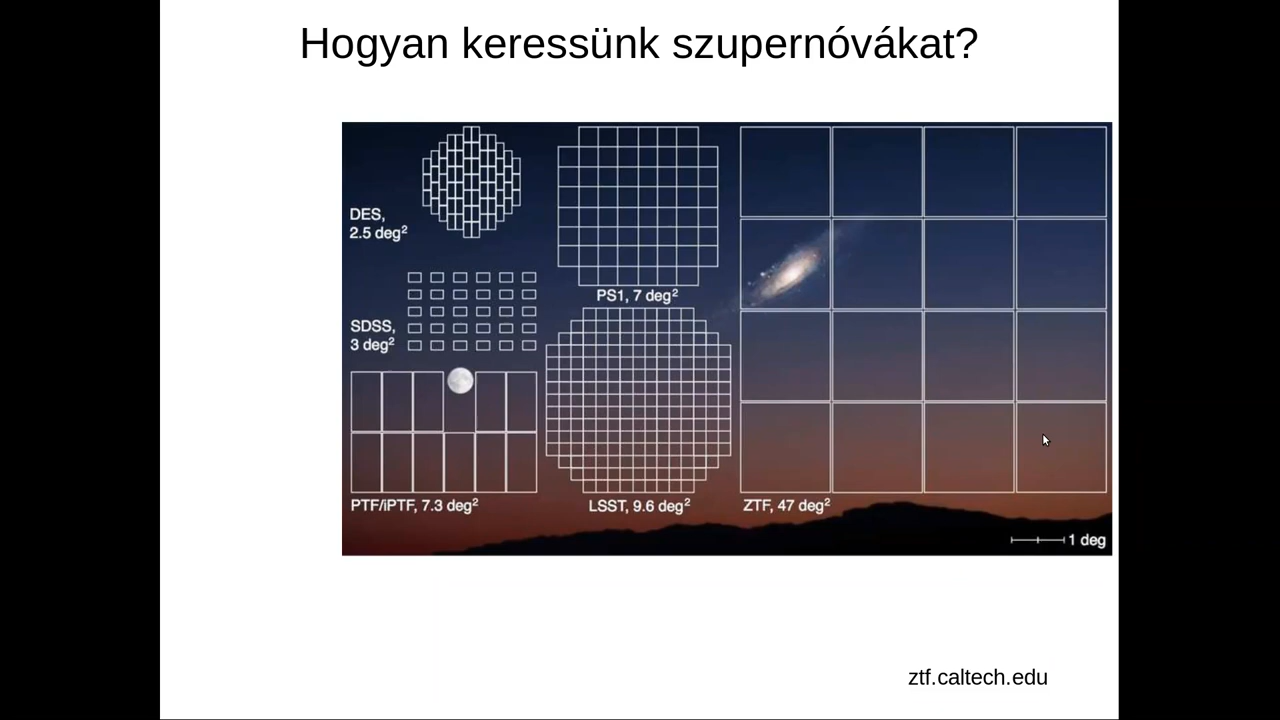 Hogyan keressünk szupernóvákat?
DES,
2.5 deg²
PS1, 7 deg²
SDSS,
3 deg²
PTF/iPTF, 7.3 deg²
LSST, 9.6 deg²
ZTF, 47 deg²
1 deg
ztf.caltech.edu